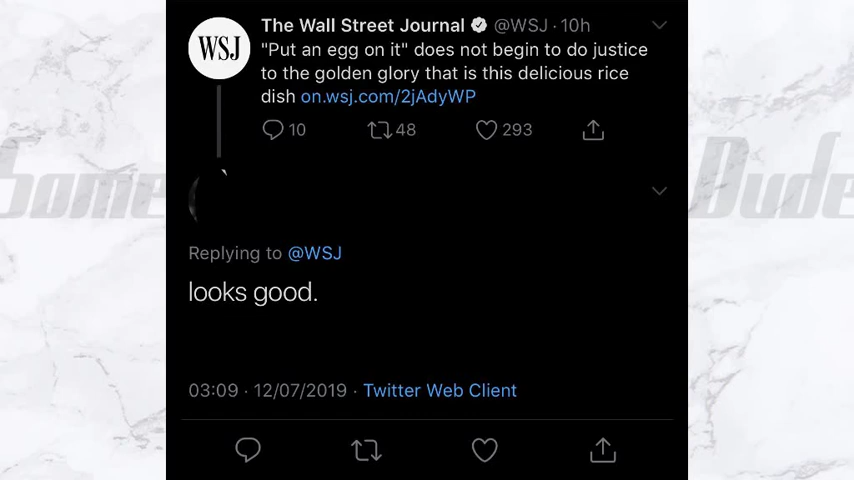 The Wall Street Journal @WSJ · 10h
WSJ
"Put an egg on it" does not begin to do justice
to the golden glory that is this delicious rice
dish on.wsj.com/2jAdyWP
10 48 293
Some Dude
Replying to @WSJ
looks good.
03:09 · 12/07/2019 · Twitter Web Client